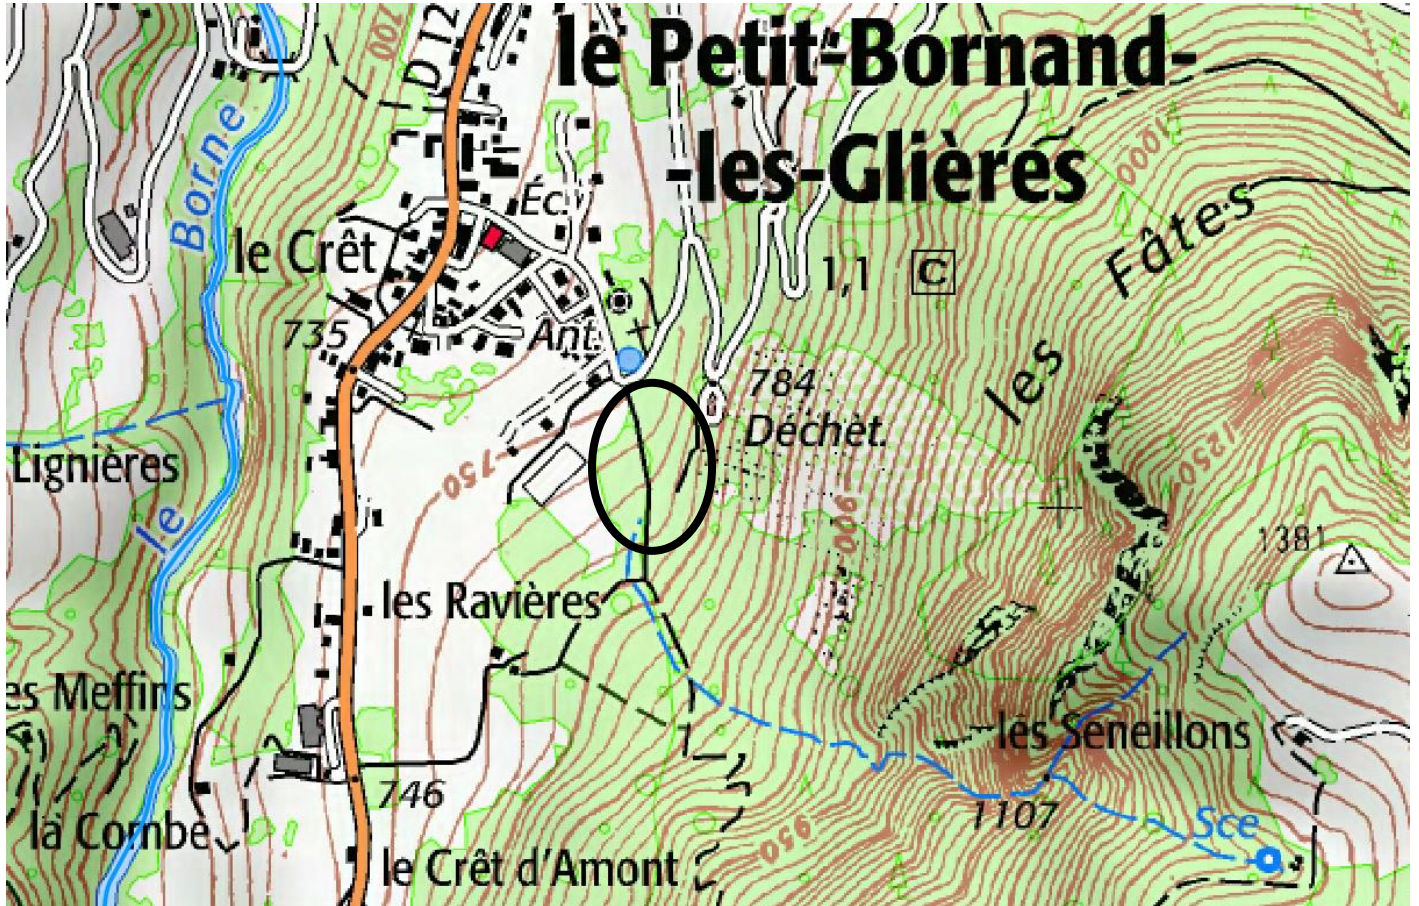 700
D 12
le Petit-Bornand-
-les-Glières
Borne
Éc.
le Crêt
1,1 C
1000
les Fâtes
735
Ant.
784
Déchèt.
Lignières
750
1250
le
900
1381
les Ravières
es Meffins
les Seneillons
746
1107
la Combe
950
Sce
le Crêt d'Amont